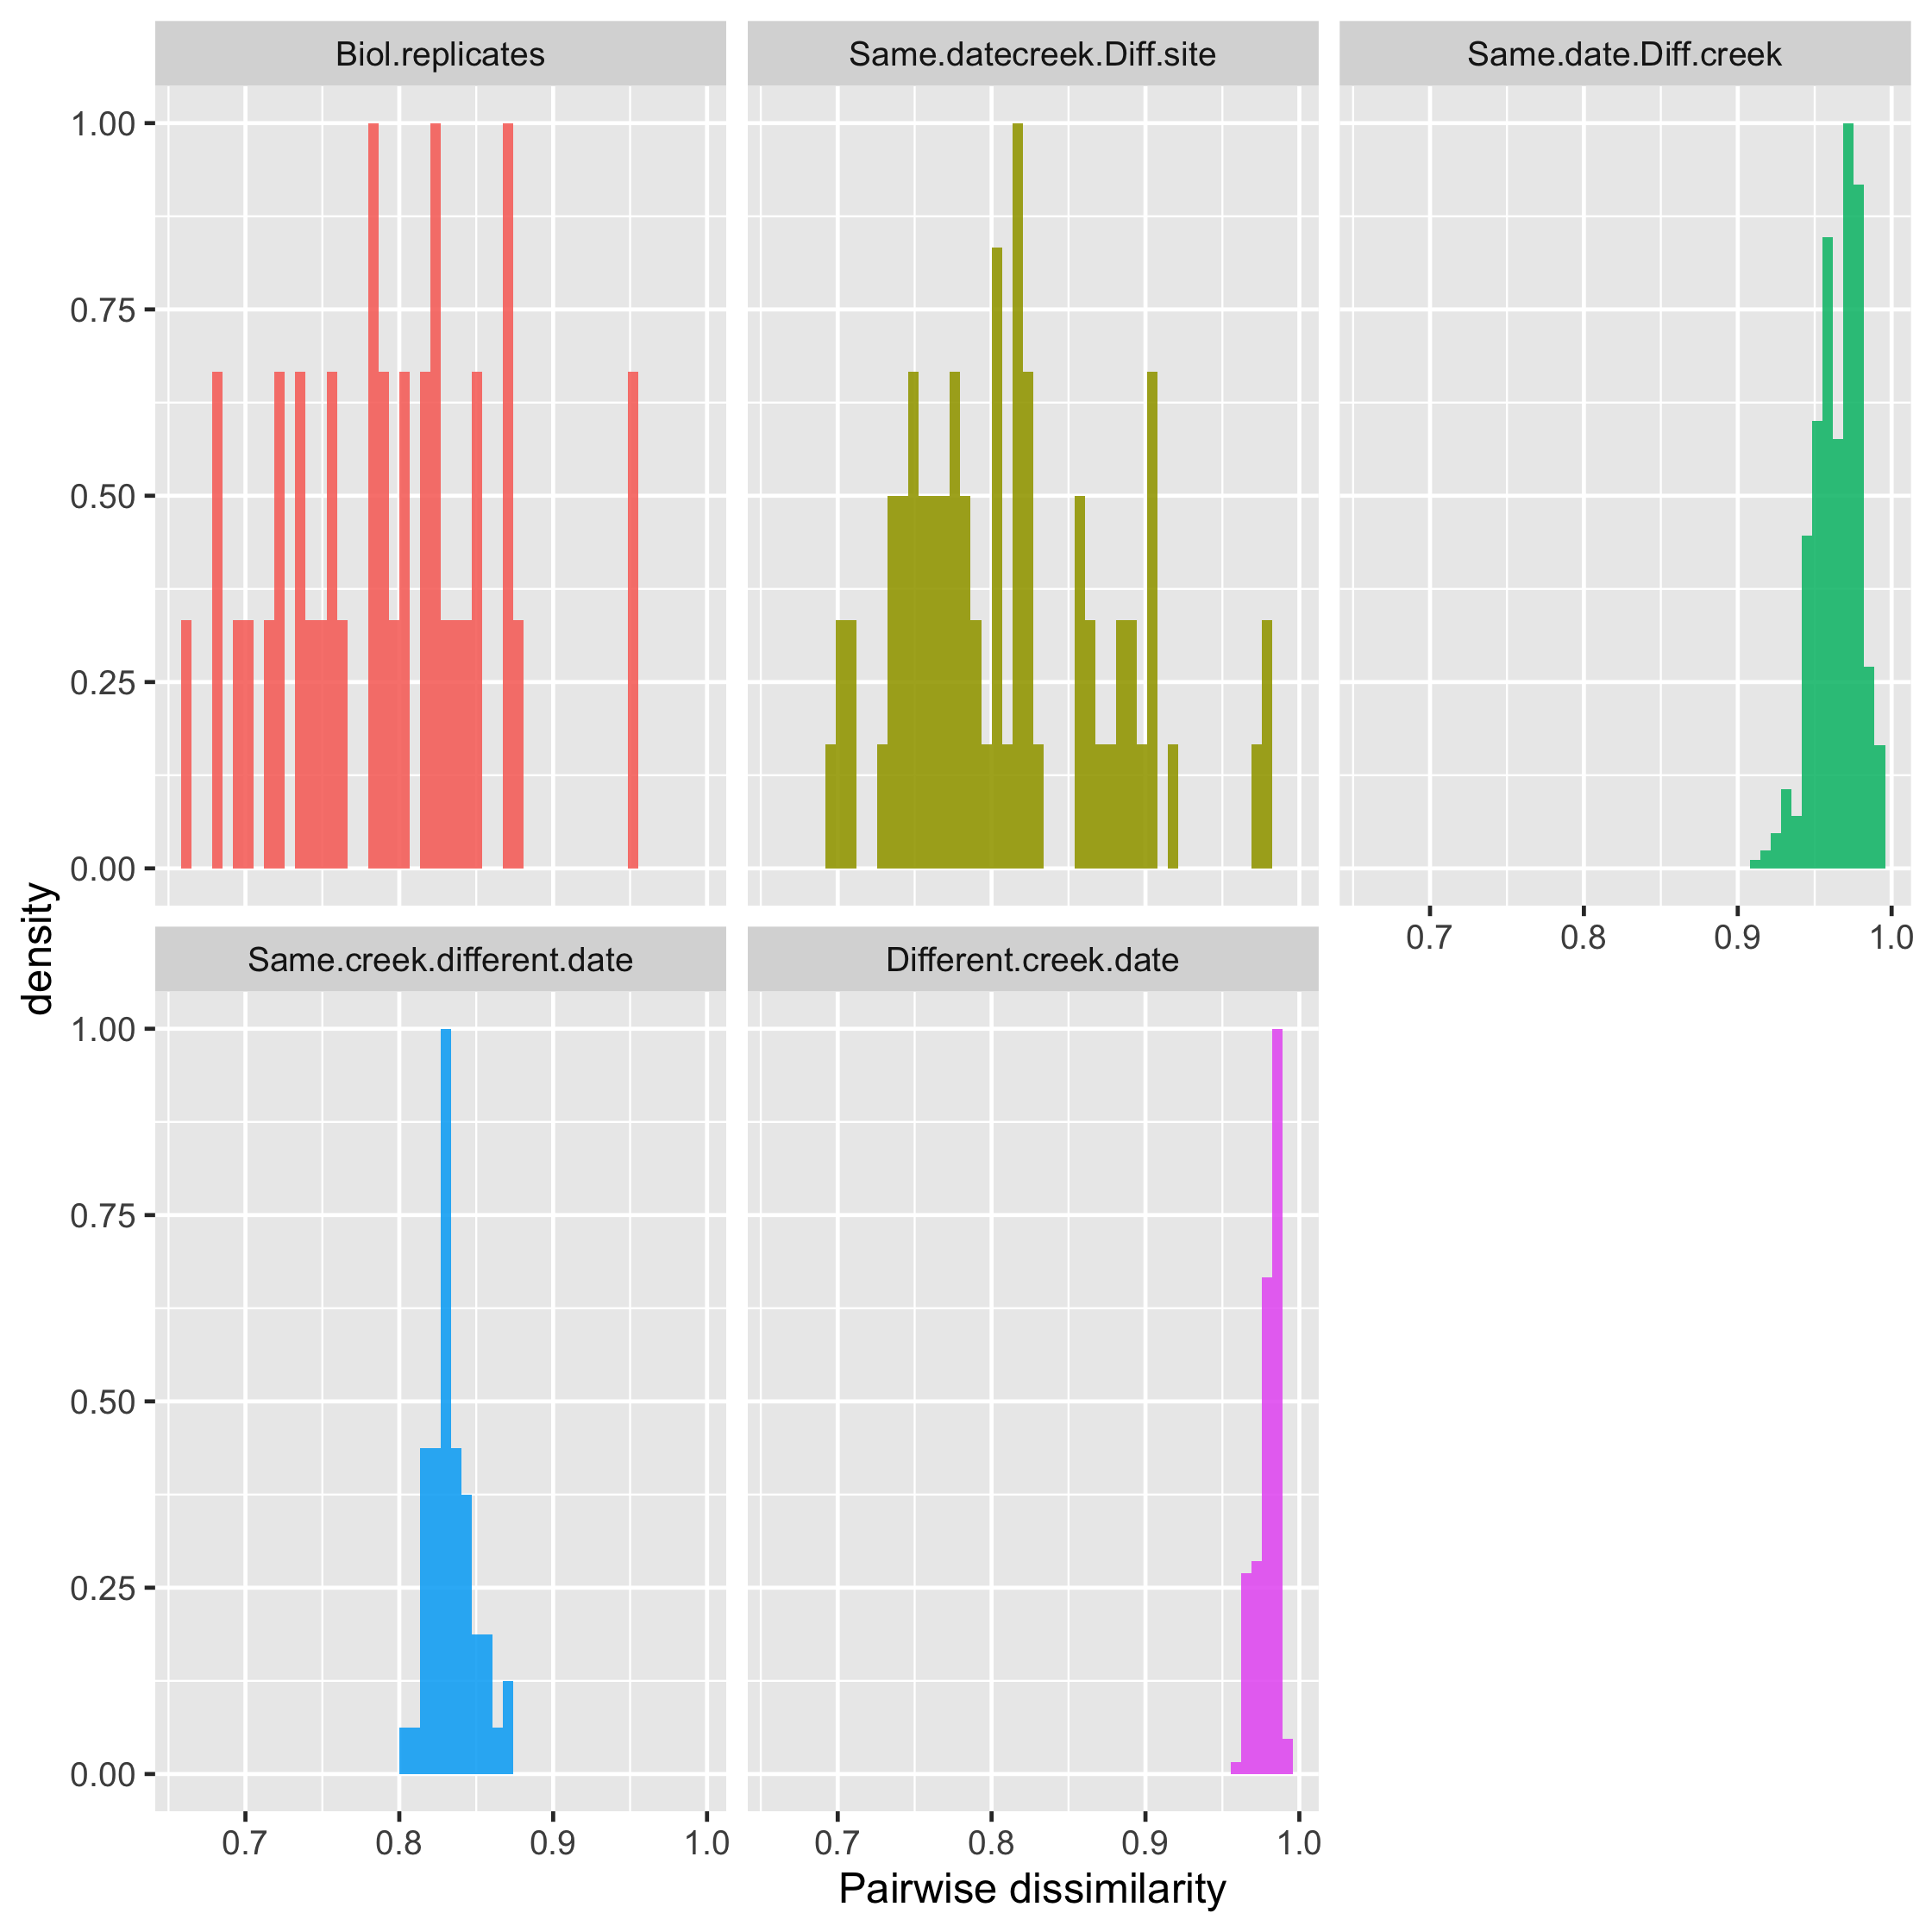 Biol.replicates
Same.datecreek.Diff.site
Same.date.Diff.creek
1.00
0.75
0.50
0.25
0.00
0.7 0.8 0.9 1.0
density
Same.creek.different.date
Different.creek.date
1.00
0.75
0.50
0.25
0.00
0.7 0.8 0.9 1.0
0.7 0.8 0.9 1.0
Pairwise dissimilarity